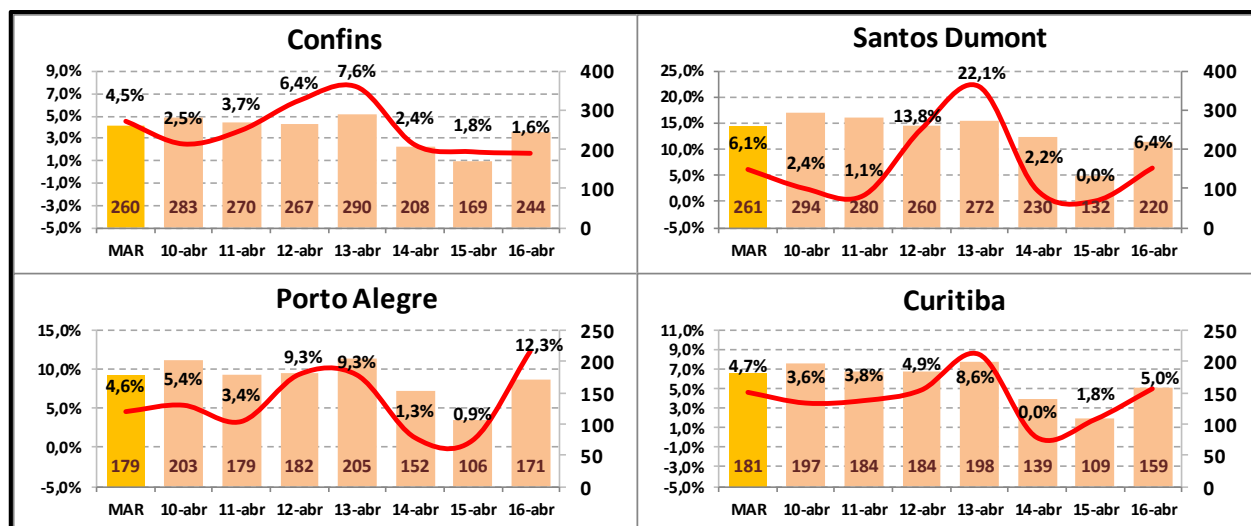 Confins
9,0% 7,0% 5,0% 3,0% 1,0% -1,0% -3,0% -5,0%
4,5% 2,5% 3,7% 6,4% 7,6% 2,4% 1,8% 1,6%
260 283 270 267 290 208 169 244
400 300 200 100 0
MAR 10-abr 11-abr 12-abr 13-abr 14-abr 15-abr 16-abr
Santos Dumont
25,0% 20,0% 15,0% 10,0% 5,0% 0,0% -5,0%
6,1% 2,4% 1,1% 13,8% 22,1% 2,2% 0,0% 6,4%
261 294 280 260 272 230 132 220
400 300 200 100 0
MAR 10-abr 11-abr 12-abr 13-abr 14-abr 15-abr 16-abr
Porto Alegre
15,0% 10,0% 5,0% 0,0% -5,0%
4,6% 5,4% 3,4% 9,3% 9,3% 1,3% 0,9% 12,3%
179 203 179 182 205 152 106 171
250 200 150 100 50 0
MAR 10-abr 11-abr 12-abr 13-abr 14-abr 15-abr 16-abr
Curitiba
11,0% 9,0% 7,0% 5,0% 3,0% 1,0% -1,0% -3,0% -5,0%
4,7% 3,6% 3,8% 4,9% 8,6% 0,0% 1,8% 5,0%
181 197 184 184 198 139 109 159
250 200 150 100 50 0
MAR 10-abr 11-abr 12-abr 13-abr 14-abr 15-abr 16-abr